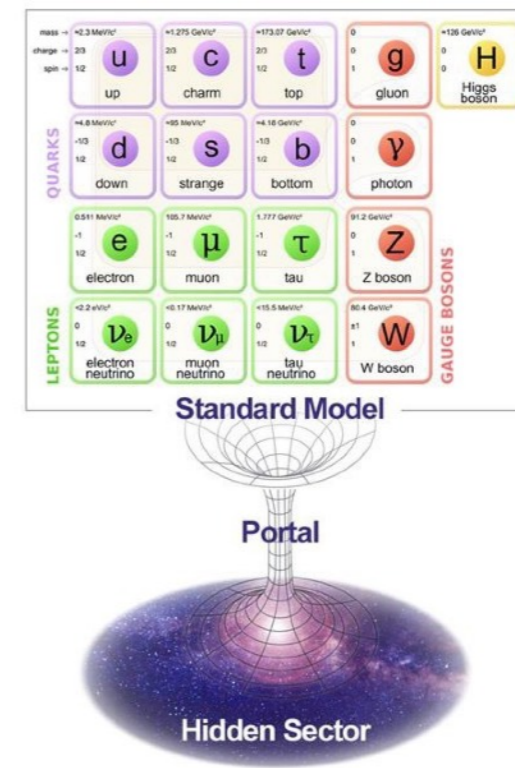 mass → ≈2.3 MeV/c² ≈1.275 GeV/c² ≈173.07 GeV/c² 0 ≈126 GeV/c²
charge → 2/3 2/3 2/3 0 0
spin → 1/2 1/2 1/2 1 0
u c t g H
up charm top gluon Higgs
boson
QUARKS
≈4.8 MeV/c² ≈95 MeV/c² ≈4.18 GeV/c² 0
-1/3 -1/3 -1/3 0
1/2 1/2 1/2 1
d s b γ
down strange bottom photon
0.511 MeV/c² 105.7 MeV/c² 1.777 GeV/c² 91.2 GeV/c²
-1 -1 -1 0
1/2 1/2 1/2 1
e μ τ Z
electron muon tau Z boson
LEPTONS
<2.2 eV/c² <0.17 MeV/c² <15.5 MeV/c² 80.4 GeV/c²
0 0 0 ±1
1/2 1/2 1/2 1
νe νμ ντ W
electron muon tau W boson
neutrino neutrino neutrino
GAUGE BOSONS
Standard Model
Portal
Hidden Sector